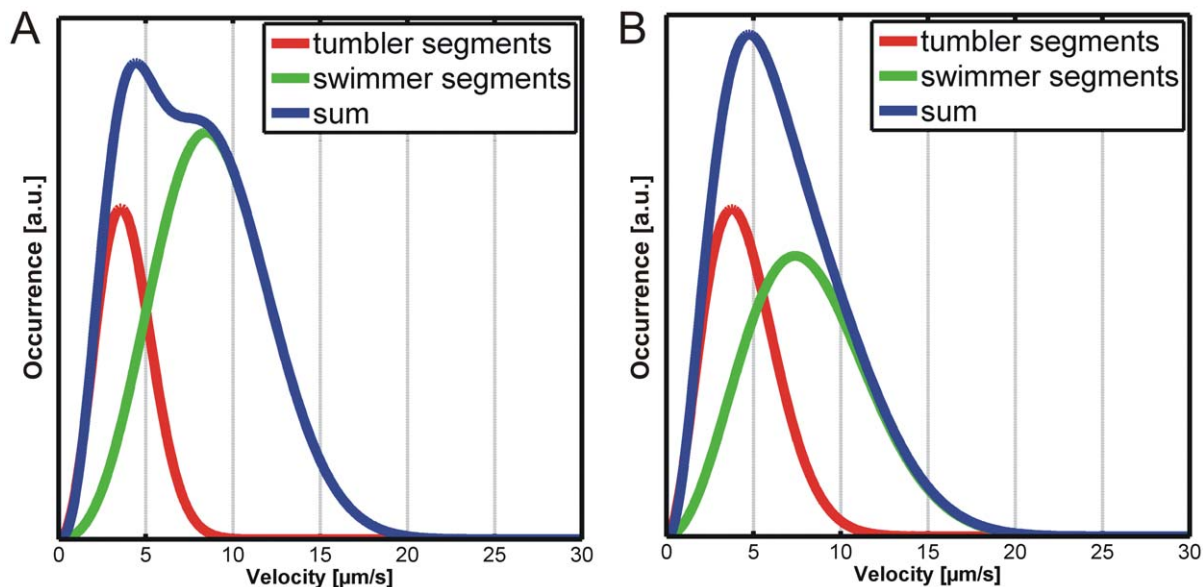 A
tumbler segments
swimmer segments
sum
Occurrence [a.u.]
0 5 10 15 20 25 30
Velocity [µm/s]
B
tumbler segments
swimmer segments
sum
Occurrence [a.u.]
0 5 10 15 20 25 30
Velocity [µm/s]